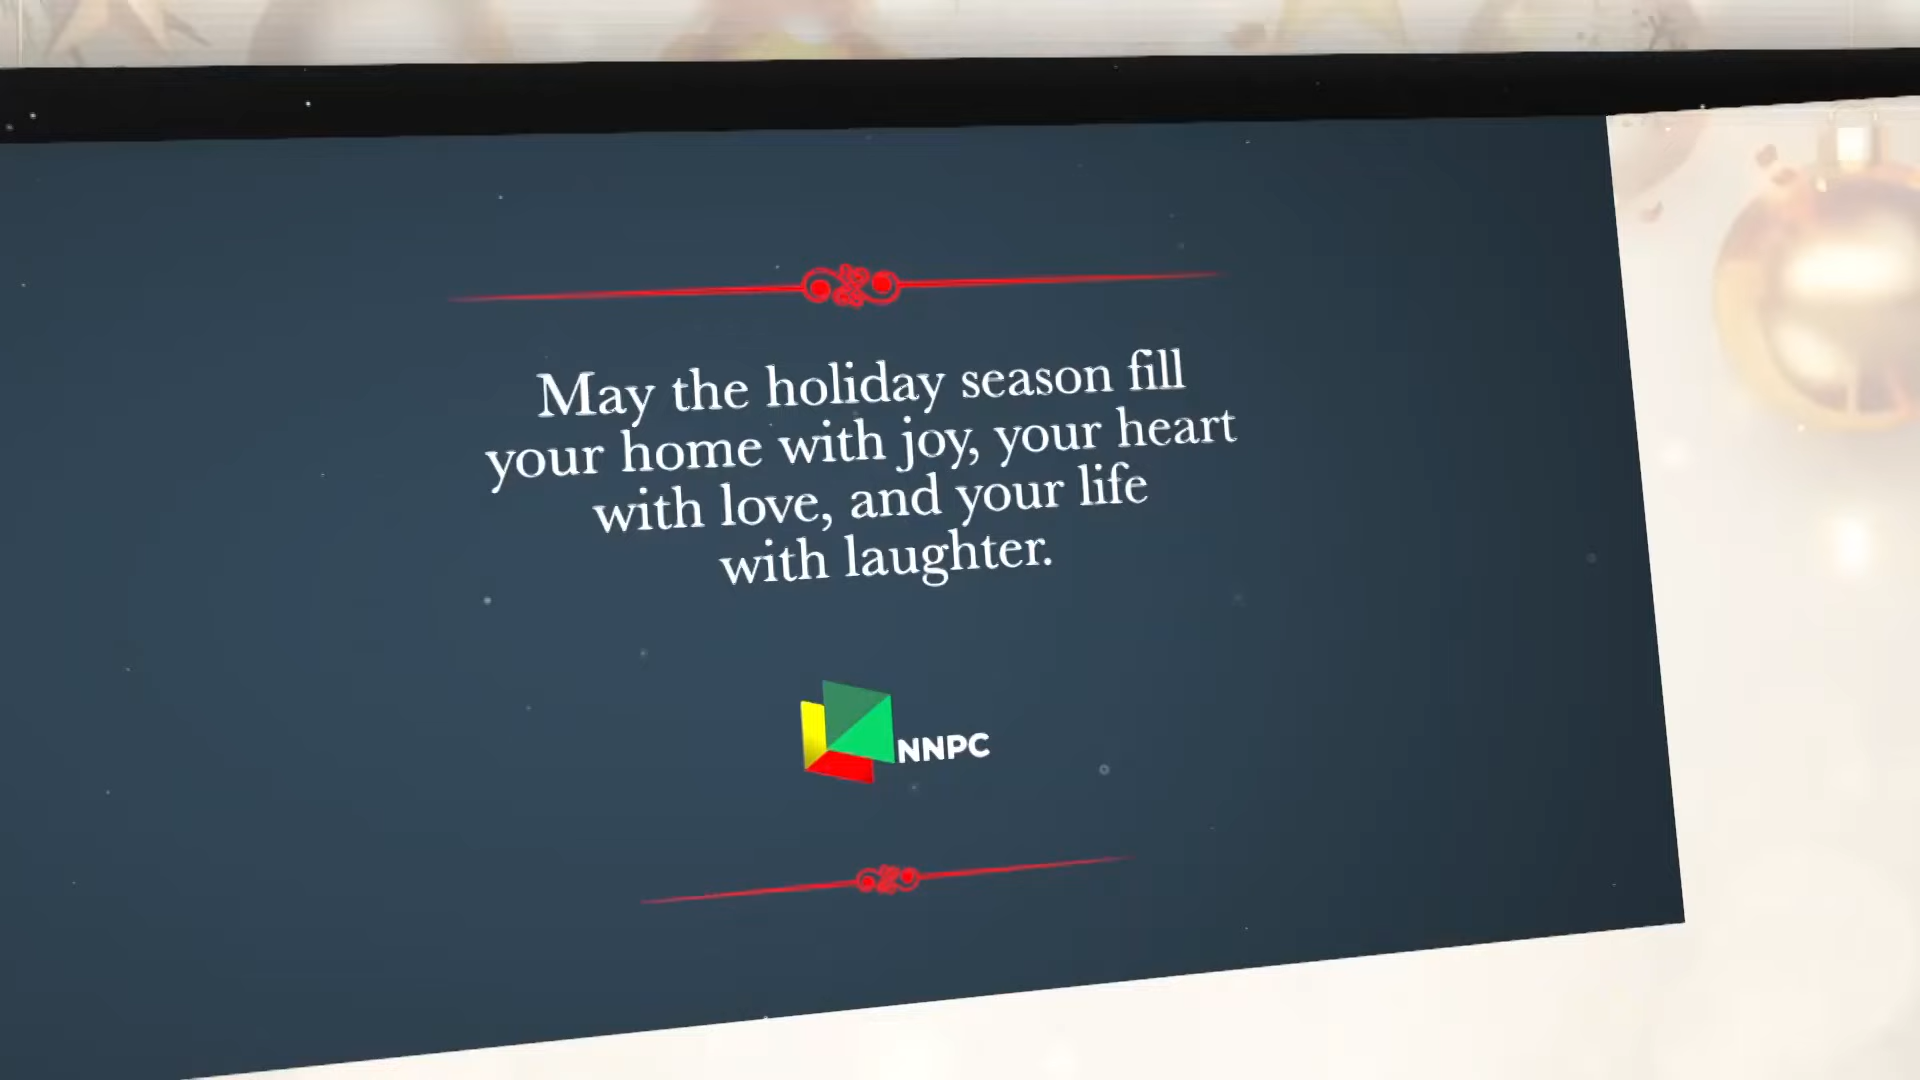 May the holiday season fill
your home with joy, your heart
with love, and your life
with laughter.
NNPC